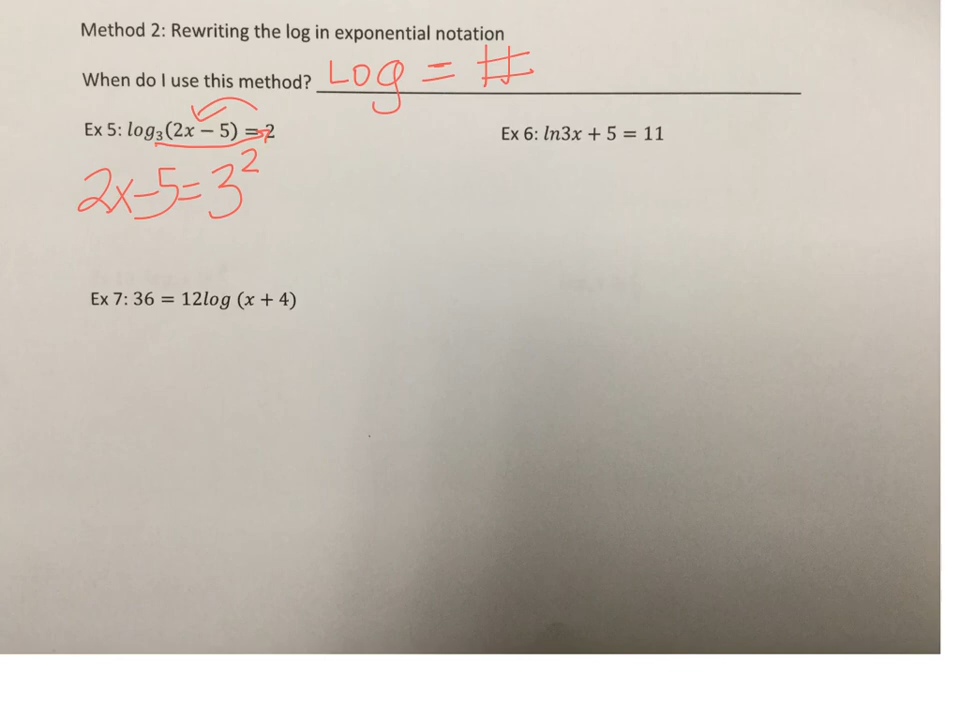 Method 2: Rewriting the log in exponential notation
When do I use this method? Log = #
Ex 5: log₃(2x − 5) = 2
Ex 6: ln3x + 5 = 11
2x-5=3²
Ex 7: 36 = 12log (x + 4)